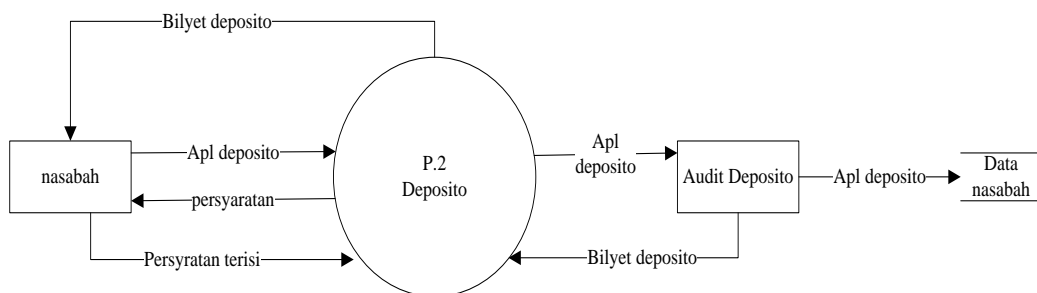 Bilyet deposito
nasabah
Apl deposito
persyaratan
Persyratan terisi
P.2
Deposito
Apl
deposito
Audit Deposito
Bilyet deposito
Apl deposito
Data
nasabah